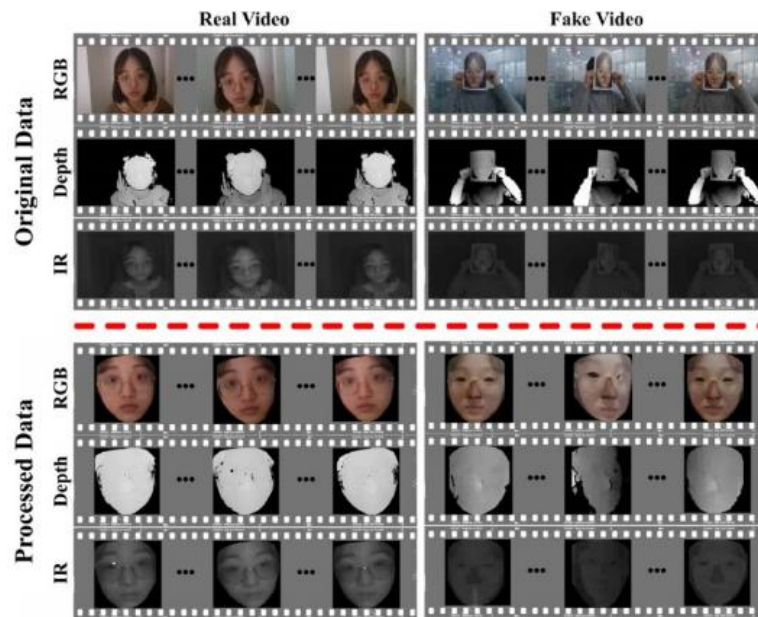 Real Video
Fake Video
Original Data
RGB
Depth
IR
Processed Data
RGB
Depth
IR